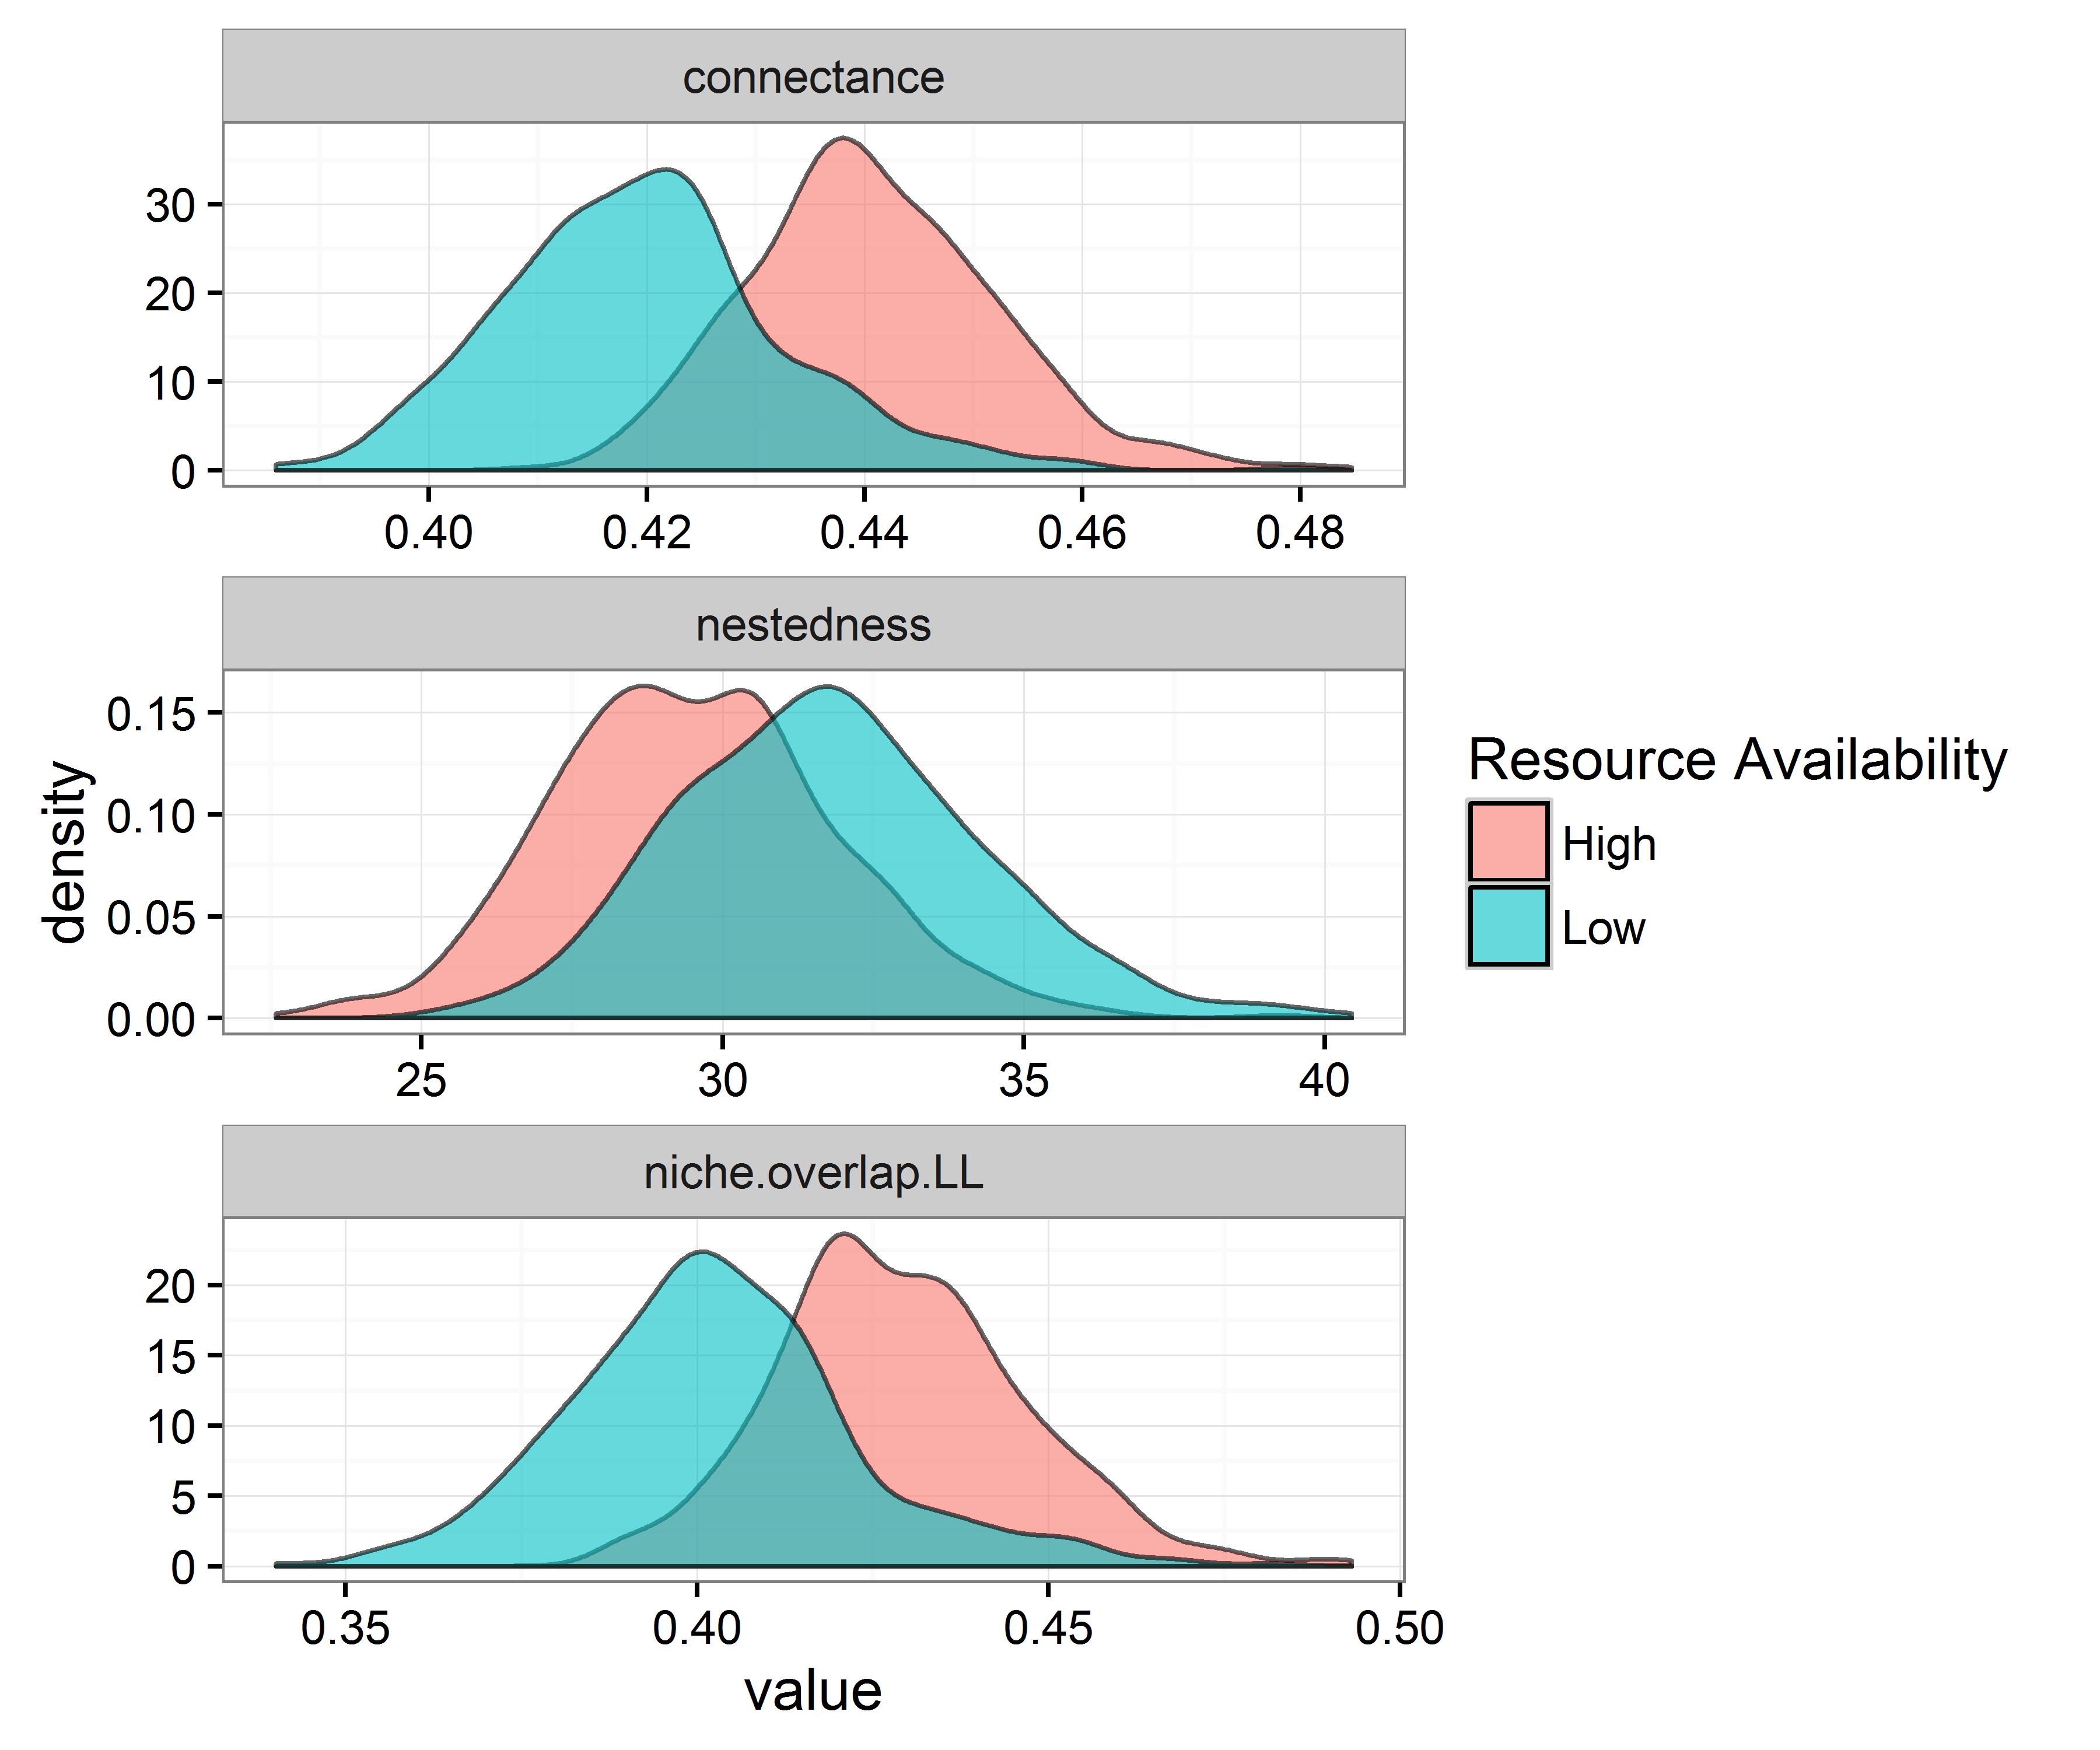 connectance
30
20
10
0
0.40 0.42 0.44 0.46 0.48
nestedness
density
0.15
0.10
0.05
0.00
25 30 35 40
Resource Availability
High
Low
niche.overlap.LL
20
15
10
5
0
0.35 0.40 0.45 0.50
value